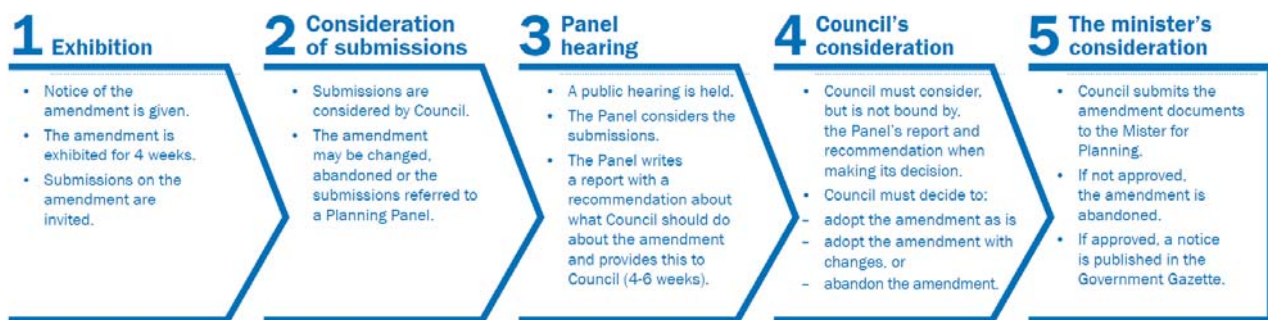 1 Exhibition
• Notice of the
amendment is given.
• The amendment is
exhibited for 4 weeks.
• Submissions on the
amendment are
invited.
2 Consideration
of submissions
• Submissions are
considered by Council.
• The amendment
may be changed,
abandoned or the
submissions referred to
a Planning Panel.
3 Panel
hearing
• A public hearing is held.
• The Panel considers the
submissions.
• The Panel writes
a report with a
recommendation about
what Council should do
about the amendment
and provides this to
Council (4-6 weeks).
4 Council's
consideration
• Council must consider,
but is not bound by,
the Panel's report and
recommendation when
making its decision.
• Council must decide to:
– adopt the amendment as is
– adopt the amendment with
changes, or
– abandon the amendment.
5 The minister's
consideration
• Council submits the
amendment documents
to the Mister for
Planning.
• If not approved,
the amendment is
abandoned.
• If approved, a notice
is published in the
Government Gazette.